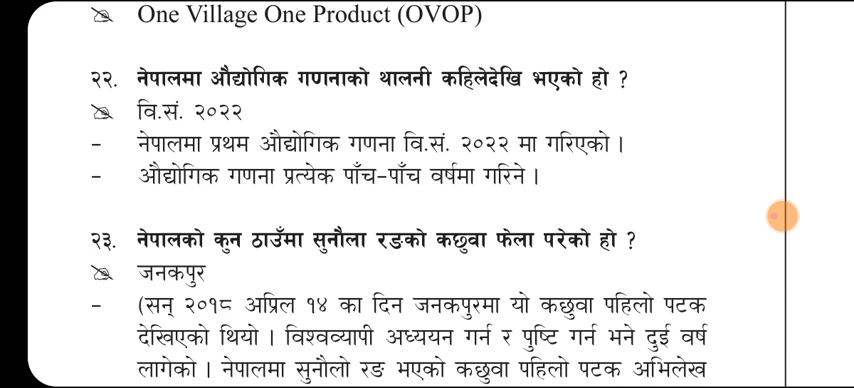 One Village One Product (OVOP)
२२. नेपालमा औद्योगिक गणनाको थालनी कहिलेदेखि भएको हो ?
वि.सं. २०२२
- नेपालमा प्रथम औद्योगिक गणना वि.सं. २०२२ मा गरिएको ।
- औद्योगिक गणना प्रत्येक पाँच-पाँच वर्षमा गरिने ।
२३. नेपालको कुन ठाउँमा सुनौला रङको कछुवा फेला परेको हो ?
जनकपुर
- (सन् २०१८ अप्रिल १४ का दिन जनकपुरमा यो कछुवा पहिलो पटक
देखिएको थियो । विश्वव्यापी अध्ययन गर्न र पुष्टि गर्न भने दुई वर्ष
लागेको । नेपालमा सुनौलो रङ भएको कछुवा पहिलो पटक अभिलेख